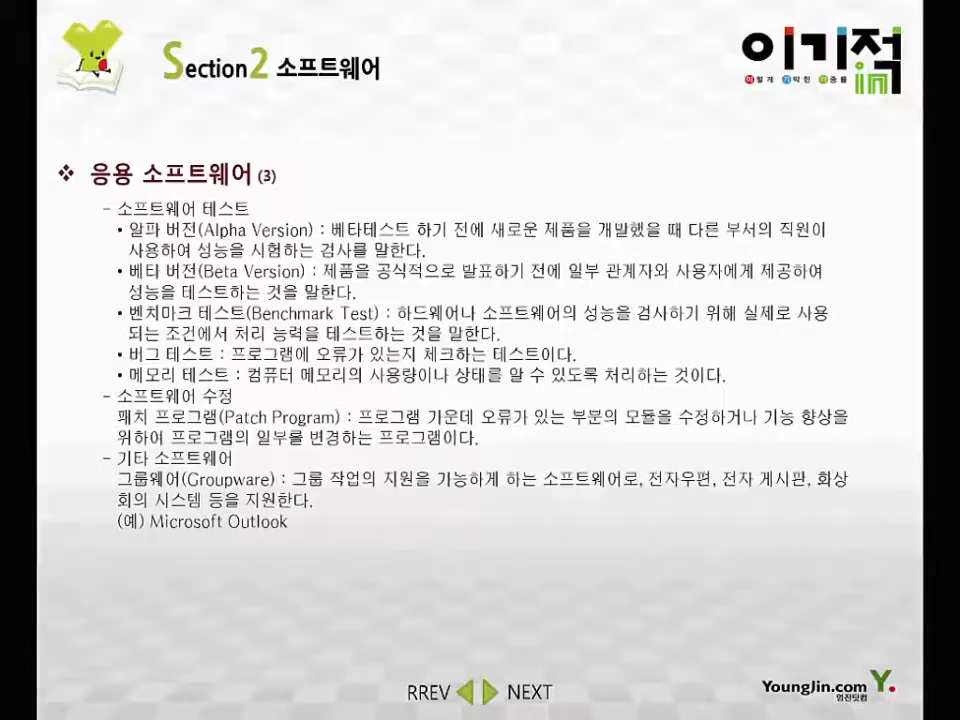 Section2 소프트웨어
이기적in
이렇게 기막힌 적중률
❖ 응용 소프트웨어 (3)
- 소프트웨어 테스트
• 알파 버전(Alpha Version) : 베타테스트 하기 전에 새로운 제품을 개발했을 때 다른 부서의 직원이
사용하여 성능을 시험하는 검사를 말한다.
• 베타 버전(Beta Version) : 제품을 공식적으로 발표하기 전에 일부 관계자와 사용자에게 제공하여
성능을 테스트하는 것을 말한다.
• 벤치마크 테스트(Benchmark Test) : 하드웨어나 소프트웨어의 성능을 검사하기 위해 실제로 사용
되는 조건에서 처리 능력을 테스트하는 것을 말한다.
• 버그 테스트 : 프로그램에 오류가 있는지 체크하는 테스트이다.
• 메모리 테스트 : 컴퓨터 메모리의 사용량이나 상태를 알 수 있도록 처리하는 것이다.
- 소프트웨어 수정
패치 프로그램(Patch Program) : 프로그램 가운데 오류가 있는 부분의 모듈을 수정하거나 기능 향상을
위하여 프로그램의 일부를 변경하는 프로그램이다.
- 기타 소프트웨어
그룹웨어(Groupware) : 그룹 작업의 지원을 가능하게 하는 소프트웨어로, 전자우편, 전자 게시판, 화상
회의 시스템 등을 지원한다.
(예) Microsoft Outlook
RREV NEXT
YoungJin.com Y.
영진닷컴